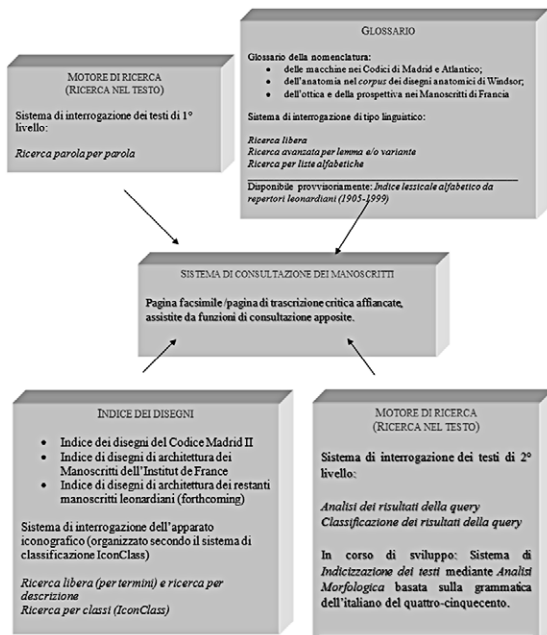 MOTORE DI RICERCA
(RICERCA NEL TESTO)
Sistema di interrogazione dei testi di 1°
livello:
Ricerca parola per parola
GLOSSARIO
Glossario della nomenclatura:
• delle macchine nei Codici di Madrid e Atlantico;
• dell'anatomia nel corpus dei disegni anatomici di Windsor;
• dell'ottica e della prospettiva nei Manoscritti di Francia
Sistema di interrogazione di tipo linguistico:
Ricerca libera
Ricerca avanzata per lemma e/o variante
Ricerca per liste alfabetiche
Disponibile provvisoriamente: Indice lessicale alfabetico da
repertori leonardiani (1905-1999)
SISTEMA DI CONSULTAZIONE DEI MANOSCRITTI
Pagina facsimile /pagina di trascrizione critica affiancate,
assistite da funzioni di consultazione apposite.
INDICE DEI DISEGNI
• Indice dei disegni del Codice Madrid II
• Indice di disegni di architettura dei
Manoscritti dell'Institut de France
• Indice di disegni di architettura dei restanti
manoscritti leonardiani (forthcoming)
Sistema di interrogazione dell'apparato
iconografico (organizzato secondo il sistema di
classificazione IconClass)
Ricerca libera (per termini) e ricerca per
descrizione
Ricerca per classi (IconClass)
MOTORE DI RICERCA
(RICERCA NEL TESTO)
Sistema di interrogazione dei testi di 2°
livello:
Analisi dei risultati della query
Classificazione dei risultati della query
In corso di sviluppo: Sistema di
Indicizzazione dei testi mediante Analisi
Morfologica basata sulla grammatica
dell'italiano del quattro-cinquecento.